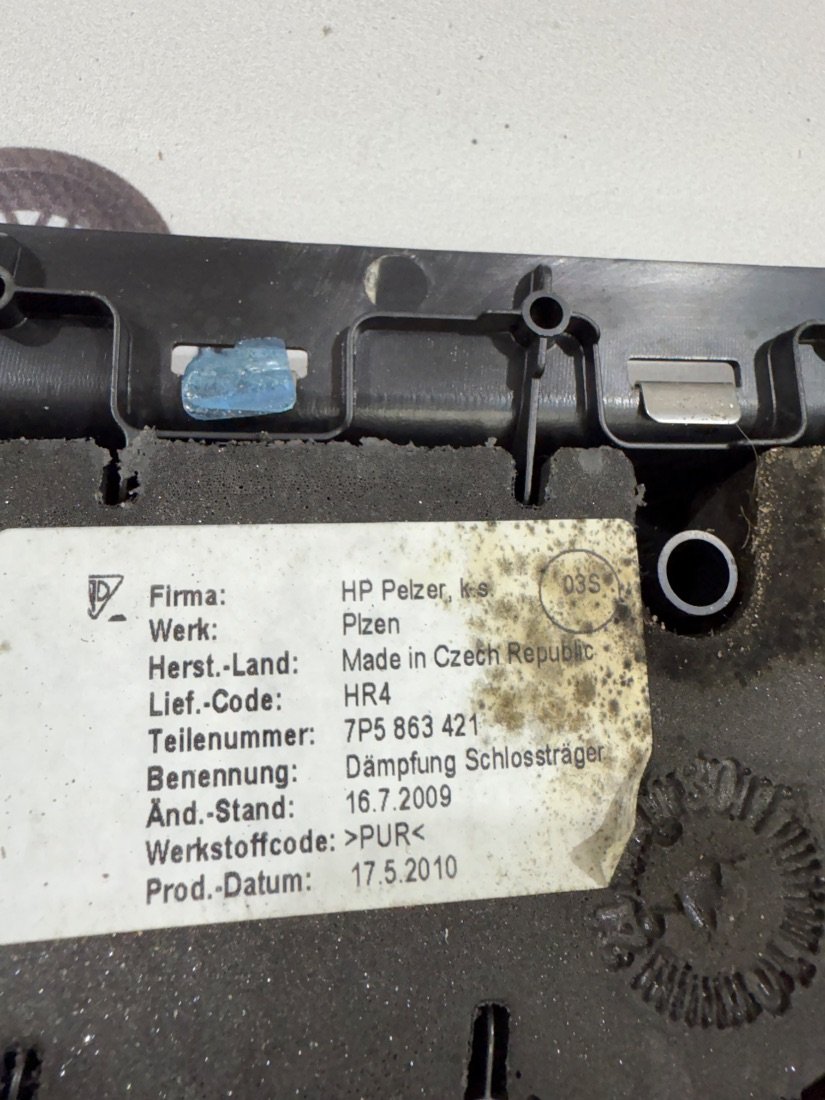 Firma: HP Pelzer, k.s. 03S
Werk: Plzen
Herst.-Land: Made in Czech Republic
Lief.-Code: HR4
Teilenummer: 7P5 863 421
Benennung: Dämpfung Schlossträger
Änd.-Stand: 16.7.2009
Werkstoffcode: >PUR<
Prod.-Datum: 17.5.2010